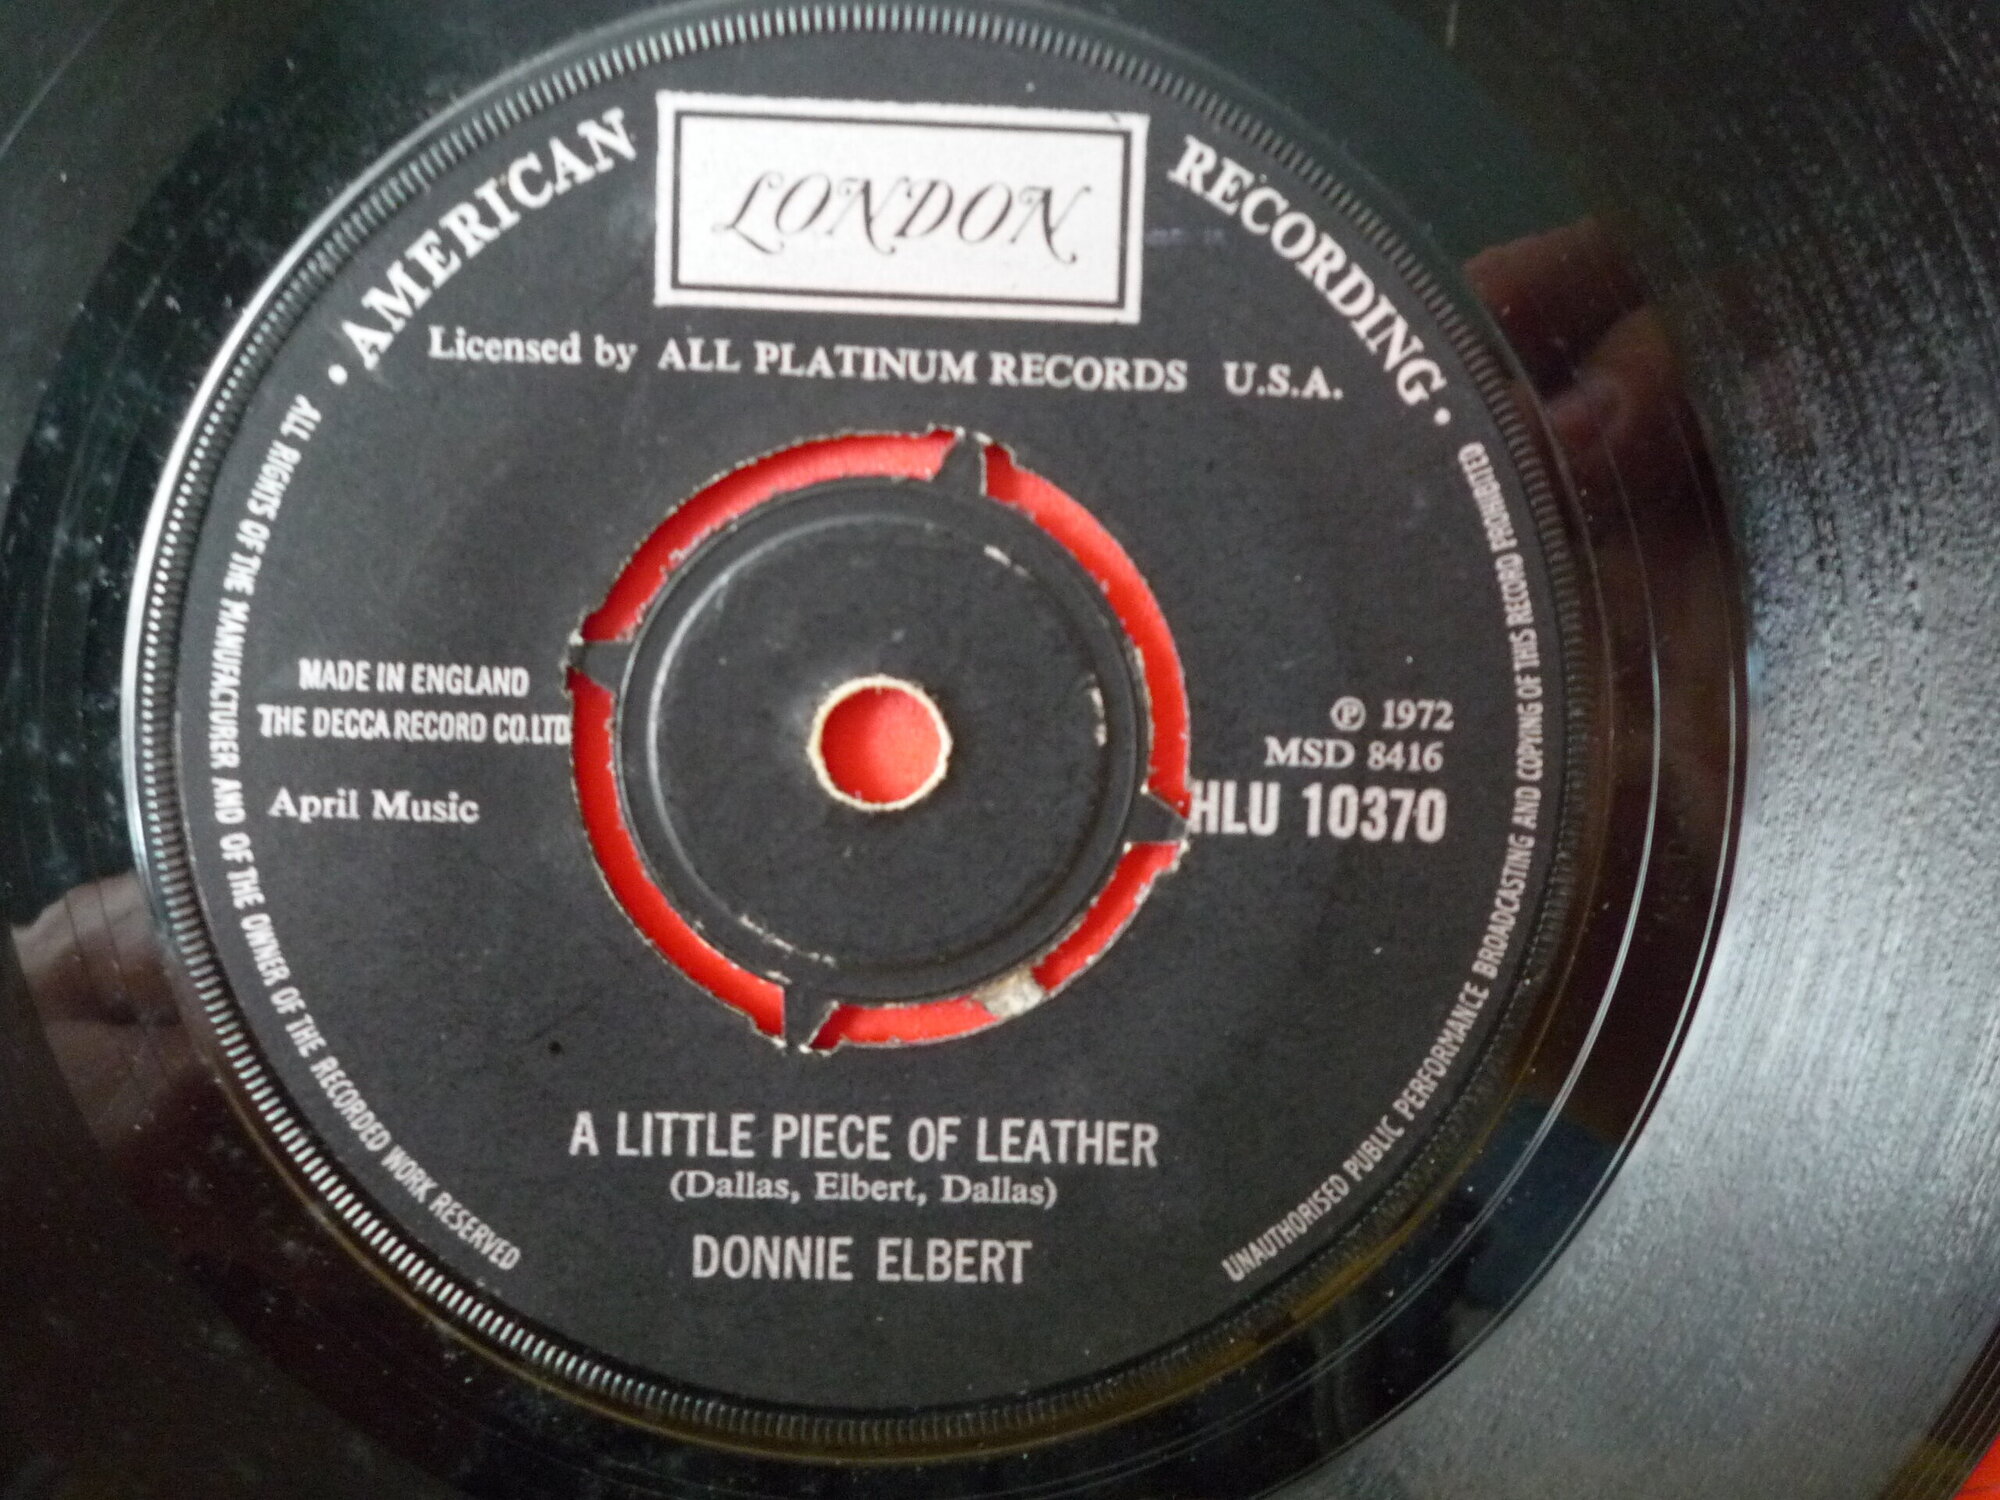 • AMERICAN RECORDING •
LONDON
Licensed by ALL PLATINUM RECORDS U.S.A.
MADE IN ENGLAND
THE DECCA RECORD CO.LTD
April Music
℗ 1972
MSD 8416
HLU 10370
A LITTLE PIECE OF LEATHER
(Dallas, Elbert, Dallas)
DONNIE ELBERT
ALL RIGHTS OF THE MANUFACTURER AND OF THE OWNER OF THE RECORDED WORK RESERVED
UNAUTHORISED PUBLIC PERFORMANCE BROADCASTING AND COPYING OF THIS RECORD PROHIBITED